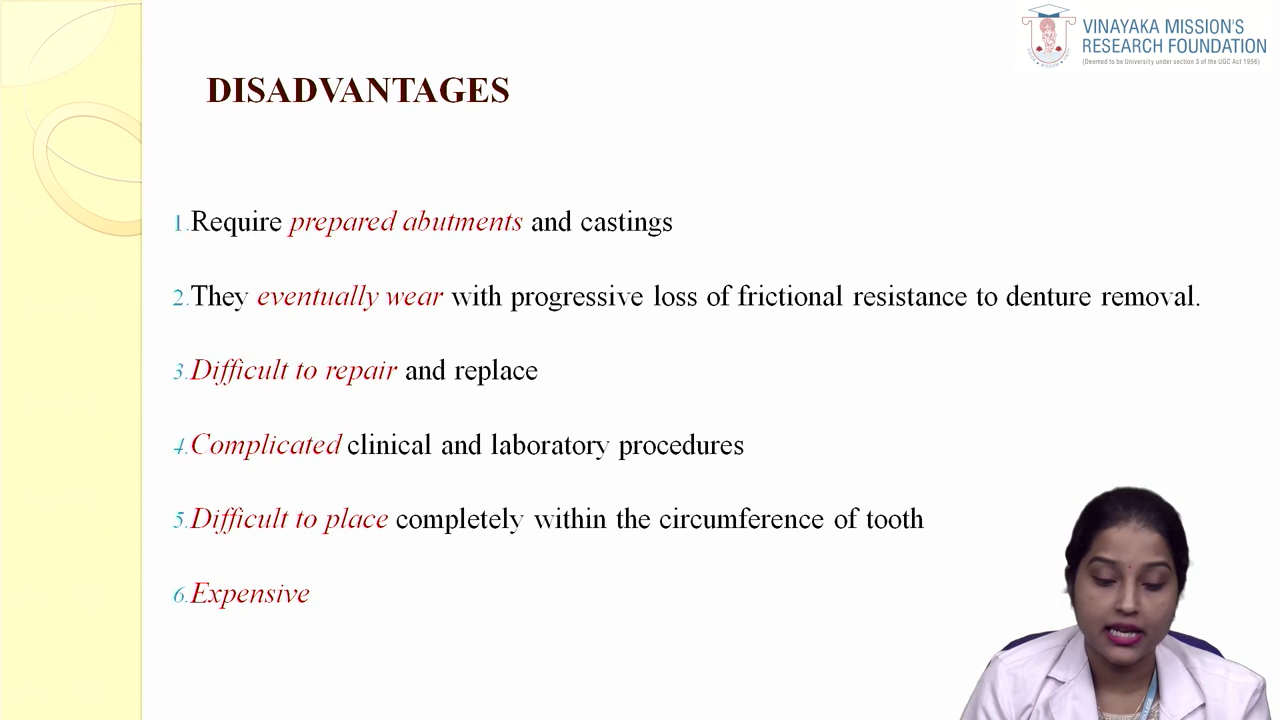 VINAYAKA MISSION'S
RESEARCH FOUNDATION
(Deemed to be University under section 3 of the UGC Act 1956)
DISADVANTAGES
1.Require prepared abutments and castings
2.They eventually wear with progressive loss of frictional resistance to denture removal.
3.Difficult to repair and replace
4.Complicated clinical and laboratory procedures
5.Difficult to place completely within the circumference of tooth
6.Expensive